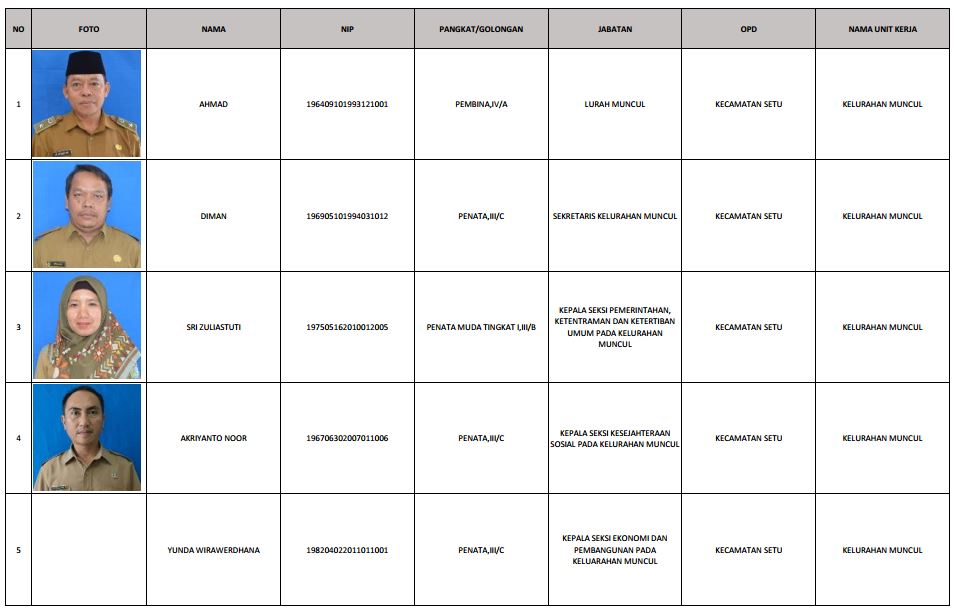 NO FOTO NAMA NIP PANGKAT/GOLONGAN JABATAN OPD NAMA UNIT KERJA
1 AHMAD 196409101993121001 PEMBINA,IV/A LURAH MUNCUL KECAMATAN SETU KELURAHAN MUNCUL
2 DIMAN 196905101994031012 PENATA,III/C SEKRETARIS KELURAHAN MUNCUL KECAMATAN SETU KELURAHAN MUNCUL
3 SRI ZULIASTUTI 197505162010012005 PENATA MUDA TINGKAT I,III/B KEPALA SEKSI PEMERINTAHAN,
KETENTRAMAN DAN KETERTIBAN
UMUM PADA KELURAHAN
MUNCUL
KECAMATAN SETU KELURAHAN MUNCUL
4 AKRIYANTO NOOR 196706302007011006 PENATA,III/C KEPALA SEKSI KESEJAHTERAAN
SOSIAL PADA KELURAHAN MUNCUL
KECAMATAN SETU KELURAHAN MUNCUL
5 YUNDA WIRAWERDHANA 198204022011011001 PENATA,III/C KEPALA SEKSI EKONOMI DAN
PEMBANGUNAN PADA
KELUARAHAN MUNCUL
KECAMATAN SETU KELURAHAN MUNCUL